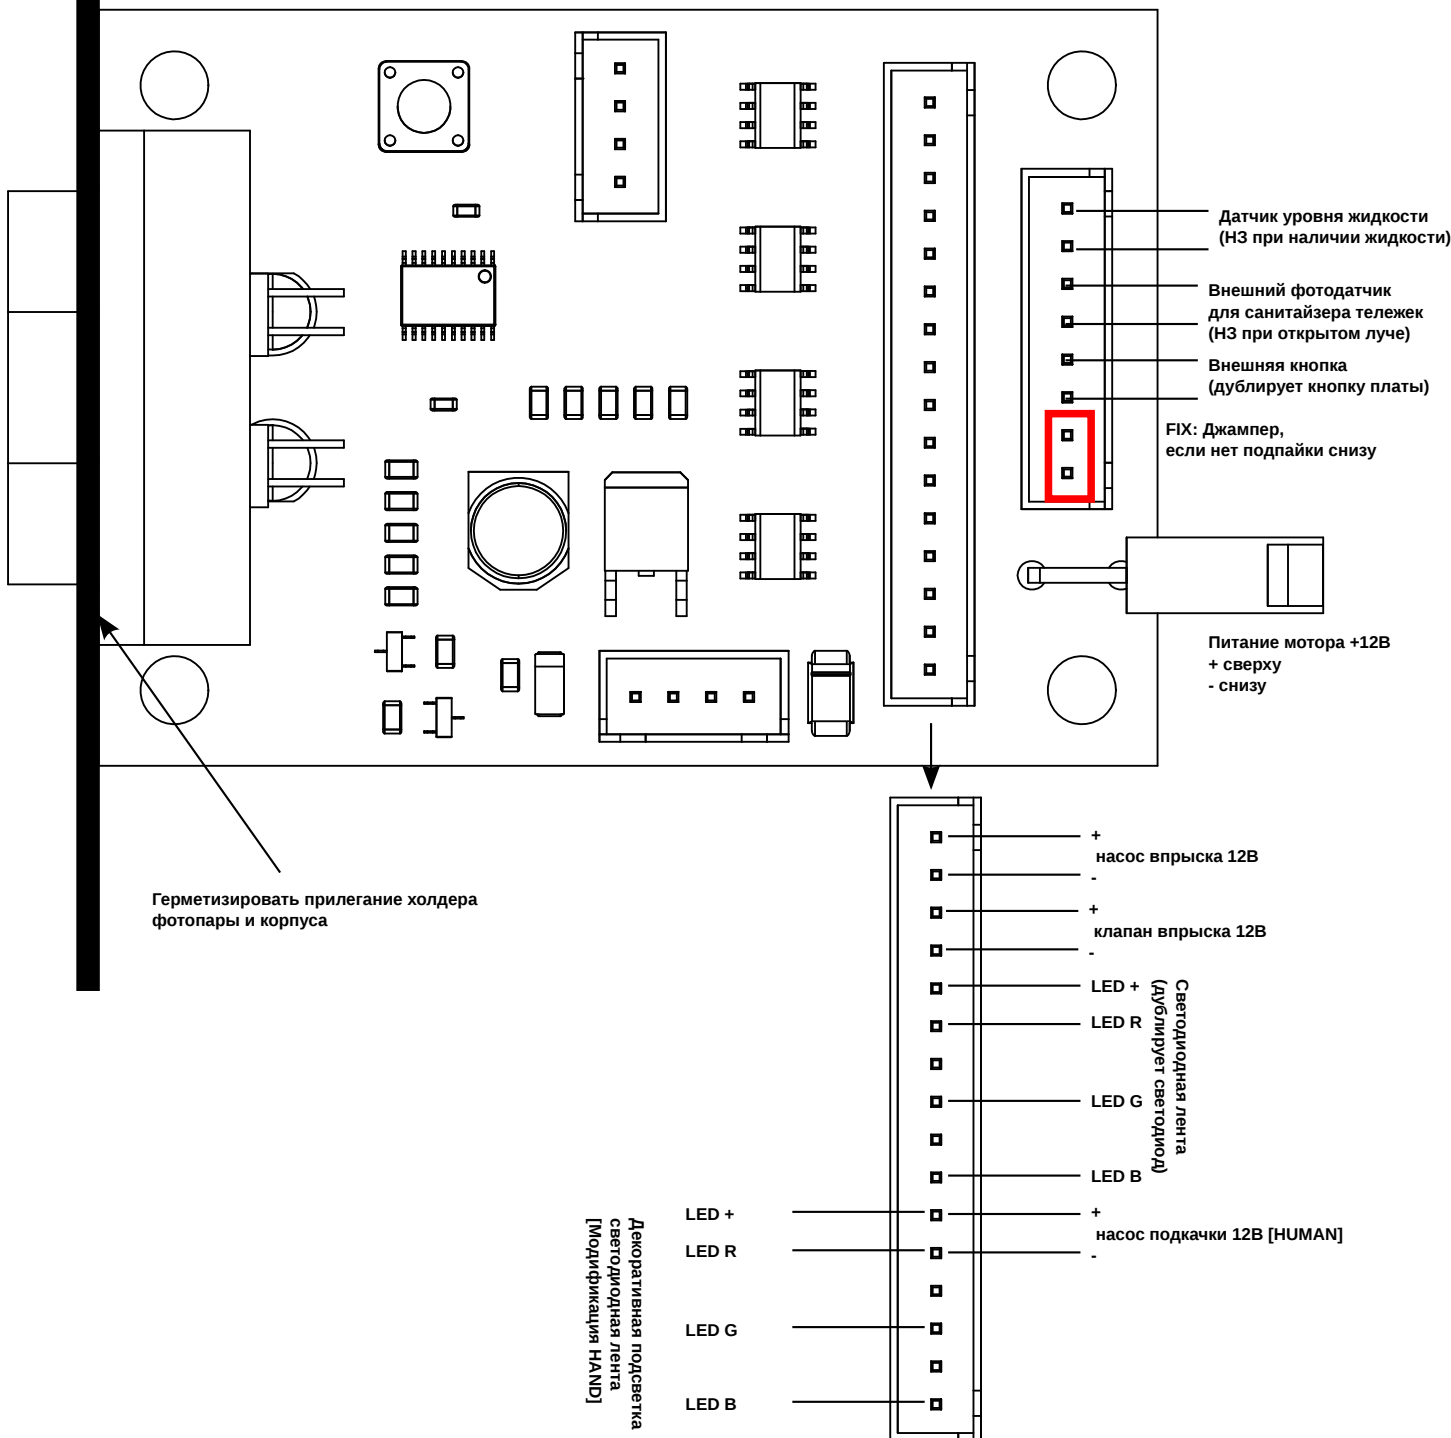 Датчик уровня жидкости
(НЗ при наличии жидкости)
Внешний фотодатчик
для санитайзера тележек
(НЗ при открытом луче)
Внешняя кнопка
(дублирует кнопку платы)
FIX: Джампер,
если нет подпайки снизу
Питание мотора +12В
+ сверху
- снизу
Герметизировать прилегание холдера
фотопары и корпуса
+
насос впрыска 12В
-
+
клапан впрыска 12В
-
LED +
LED R
LED G
LED B
Светодиодная лента
(дублирует светодиод)
+
насос подкачки 12В [HUMAN]
-
LED +
LED R
LED G
LED B
Декоративная подсветка
светодиодная лента
[Модификация HAND]